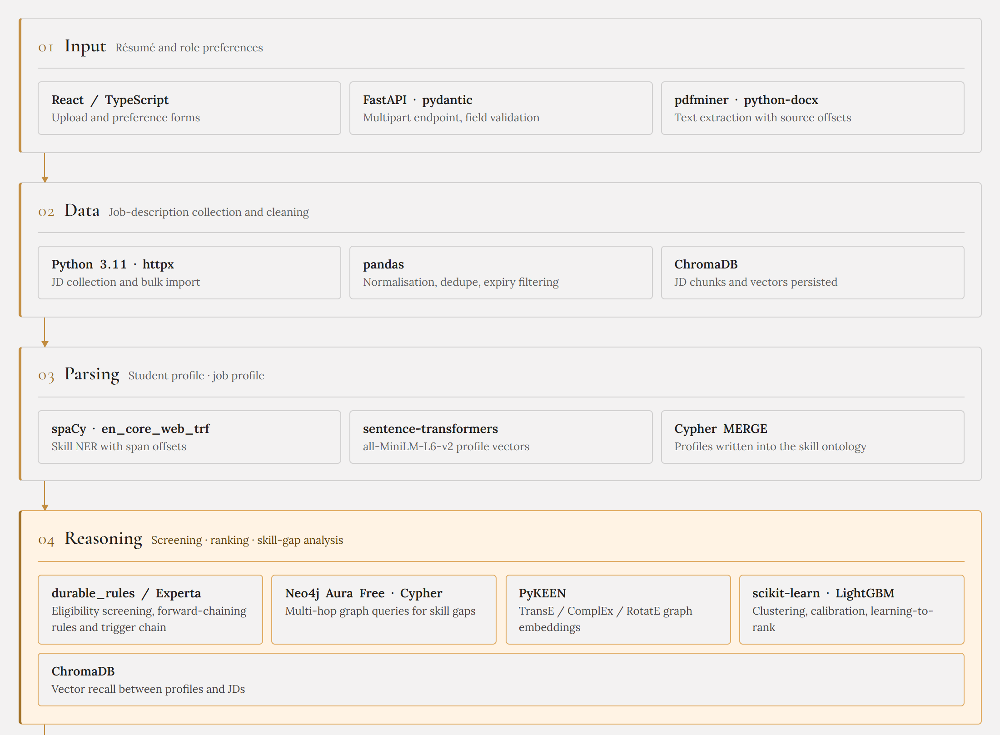 01 Input Résumé and role preferences
React / TypeScript
Upload and preference forms
FastAPI · pydantic
Multipart endpoint, field validation
pdfminer · python-docx
Text extraction with source offsets
02 Data Job-description collection and cleaning
Python 3.11 · httpx
JD collection and bulk import
pandas
Normalisation, dedupe, expiry filtering
ChromaDB
JD chunks and vectors persisted
03 Parsing Student profile · job profile
spaCy · en_core_web_trf
Skill NER with span offsets
sentence-transformers
all-MiniLM-L6-v2 profile vectors
Cypher MERGE
Profiles written into the skill ontology
04 Reasoning Screening · ranking · skill-gap analysis
durable_rules / Experta
Eligibility screening, forward-chaining
rules and trigger chain
Neo4j Aura Free · Cypher
Multi-hop graph queries for skill gaps
PyKEEN
TransE / ComplEx / RotatE graph
embeddings
scikit-learn · LightGBM
Clustering, calibration, learning-to-
rank
ChromaDB
Vector recall between profiles and JDs